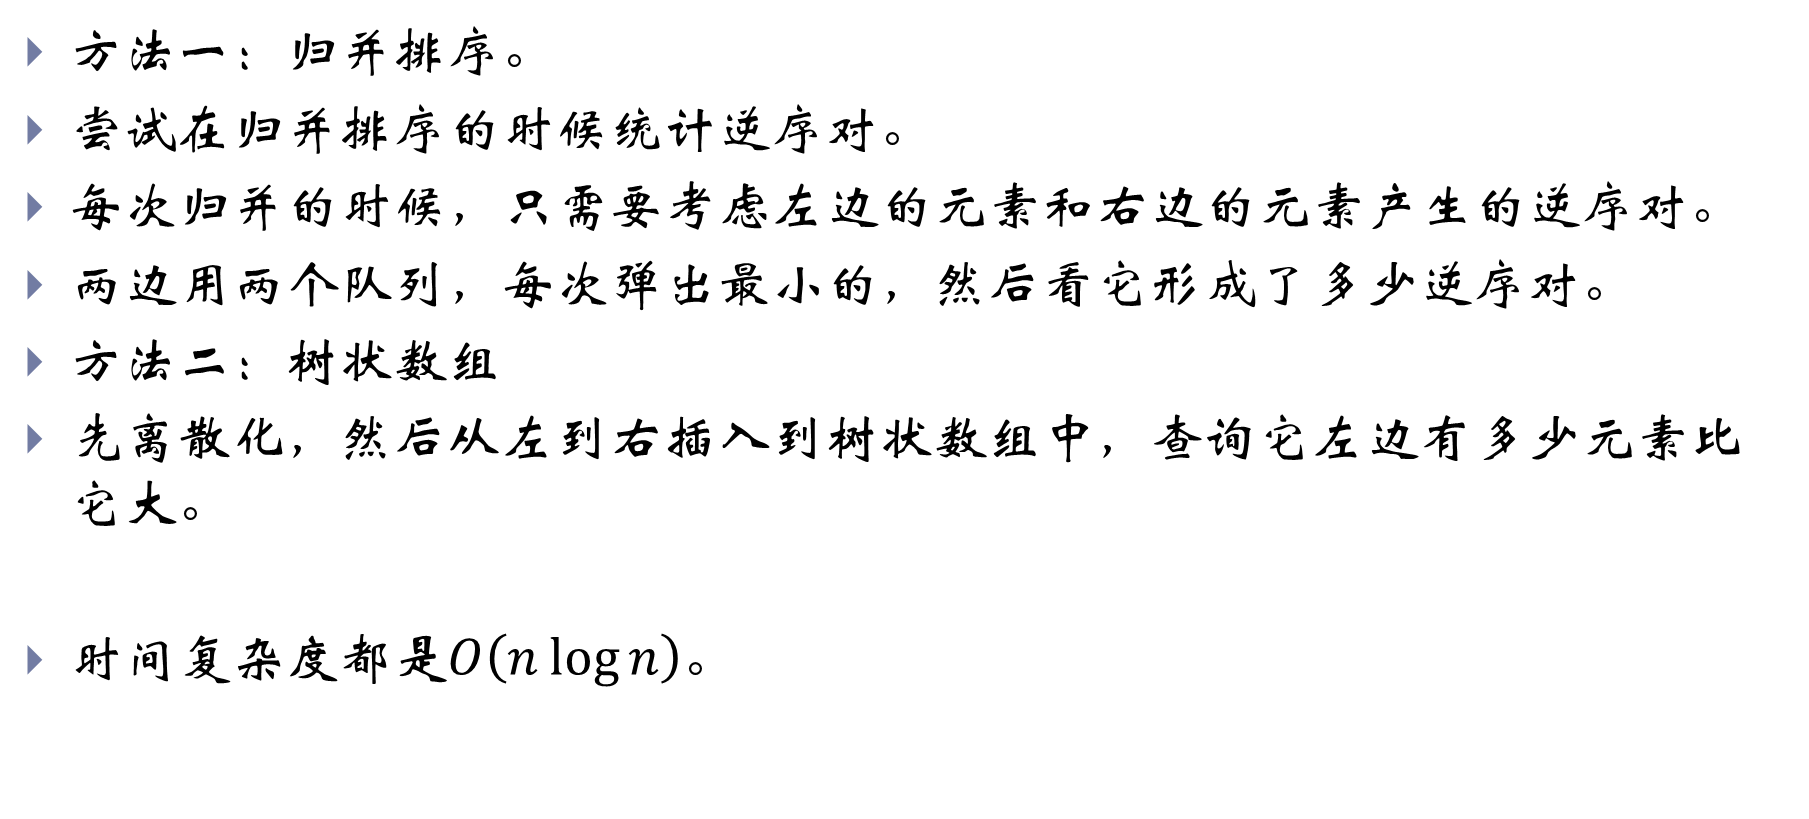 方法一：归并排序。
尝试在归并排序的时候统计逆序对。
每次归并的时候，只需要考虑左边的元素和右边的元素产生的逆序对。
两边用两个队列，每次弹出最小的，然后看它形成了多少逆序对。
方法二：树状数组
先离散化，然后从左到右插入到树状数组中，查询它左边有多少元素比
它大。
时间复杂度都是O(n log n)。